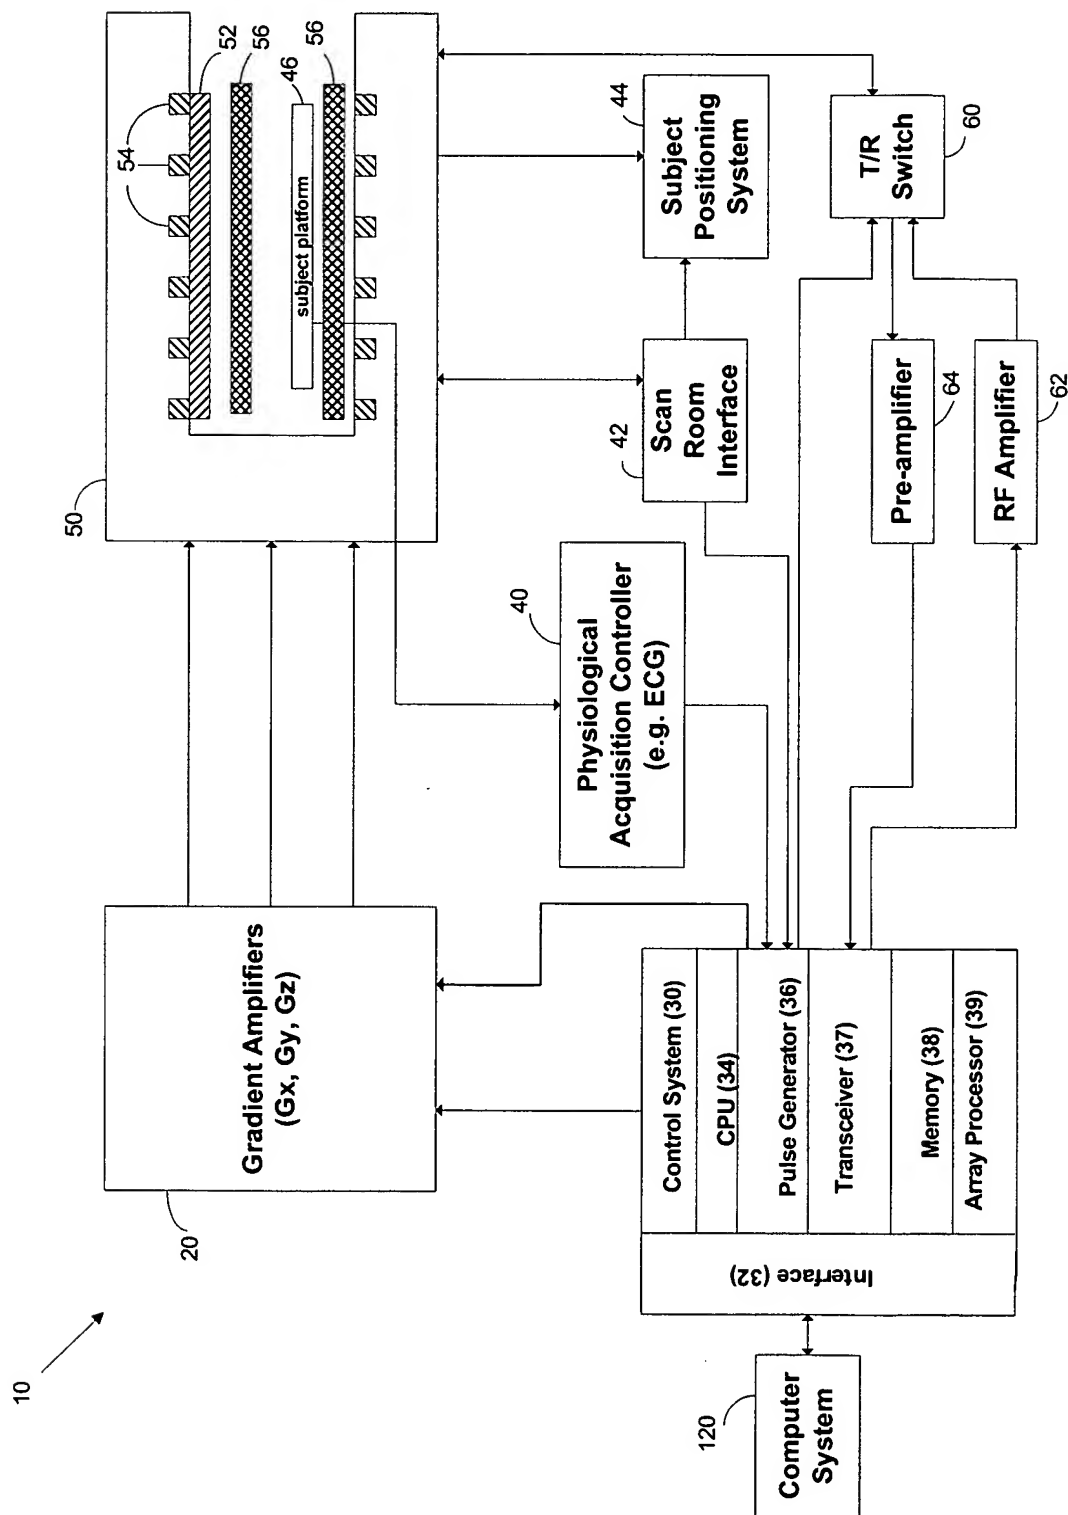 10
20
Gradient Amplifiers
(Gx, Gy, Gz)
50
54
52
56
46
56
subject platform
40
Physiological
Acquisition Controller
(e.g. ECG)
42
Scan
Room
Interface
44
Subject
Positioning
System
120
Computer
System
Interface (32)
Control System (30)
CPU (34)
Pulse Generator (36)
Transceiver (37)
Memory (38)
Array Processor (39)
Pre-amplifier
64
RF Amplifier
62
T/R
Switch
60